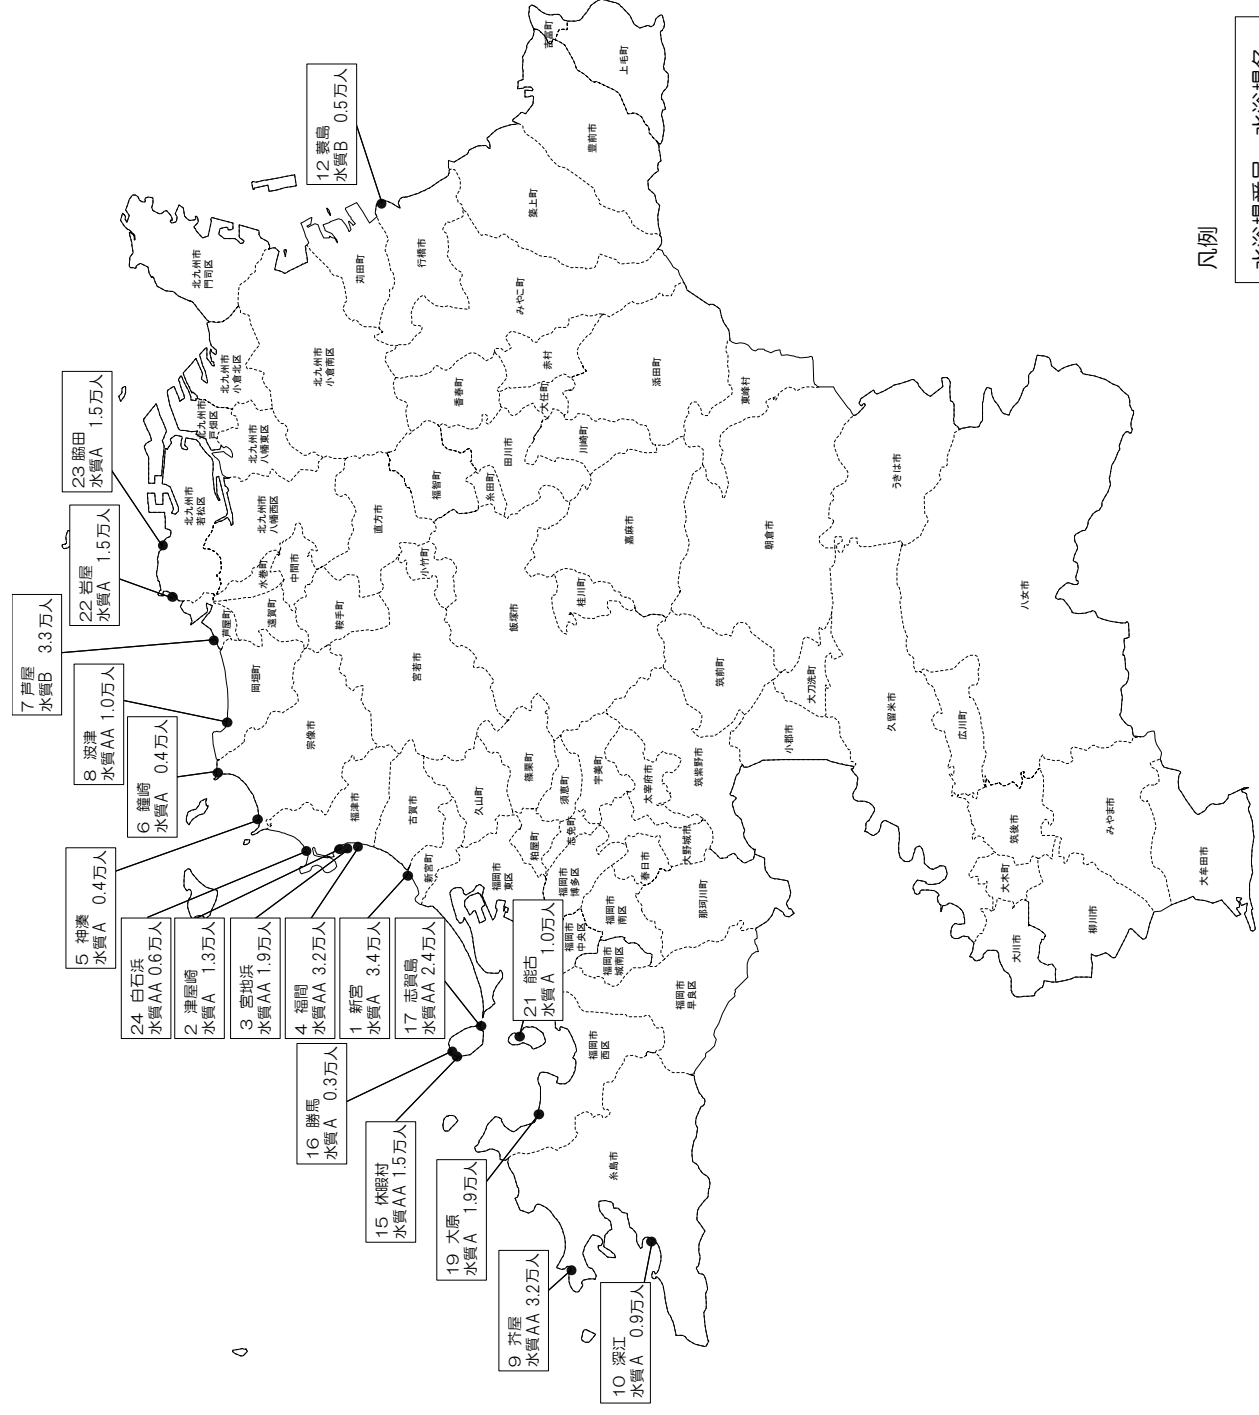 23 脇田
水質A 1.5万人
22 岩屋
水質A 1.5万人
7 芦屋
水質B 3.3万人
8 波津
水質AA 1.0万人
6 鐘崎
水質A 0.4万人
5 神湊
水質A 0.4万人
24 白石浜
水質AA 0.6万人
2 津屋崎
水質A 1.3万人
3 宮地浜
水質AA 1.9万人
4 福間
水質AA 3.2万人
1 新宮
水質A 3.4万人
17 志賀島
水質AA 2.4万人
16 勝馬
水質A 0.3万人
15 休暇村
水質AA 1.5万人
21 能古
水質A 1.0万人
19 大原
水質A 1.9万人
9 芥屋
水質AA 3.2万人
10 深江
水質A 0.9万人
12 蓑島
水質B 0.5万人
北九州市
門司区
北九州市
小倉北区
北九州市
小倉南区
北九州市
戸畑区
北九州市
八幡東区
北九州市
若松区
北九州市
八幡西区
苅田町
行橋市
みやこ町
築上町
豊前市
上毛町
吉富町
香春町
赤村
大任町
添田町
東峰村
川崎町
田川市
糸田町
福智町
直方市
小竹町
中間市
水巻町
遠賀町
芦屋町
鞍手町
岡垣町
宗像市
宮若市
飯塚市
桂川町
嘉麻市
朝倉市
うきは市
筑前町
大刀洗町
小郡市
久留米市
広川町
八女市
筑後市
大木町
大川市
柳川市
みやま市
大牟田市
福津市
古賀市
新宮町
久山町
篠栗町
須恵町
宇美町
志免町
粕屋町
太宰府市
筑紫野市
大野城市
春日市
那珂川町
福岡市
東区
福岡市
博多区
福岡市
中央区
福岡市
南区
福岡市
城南区
福岡市
早良区
福岡市
西区
糸島市
凡例
水浴場番号 水浴場名